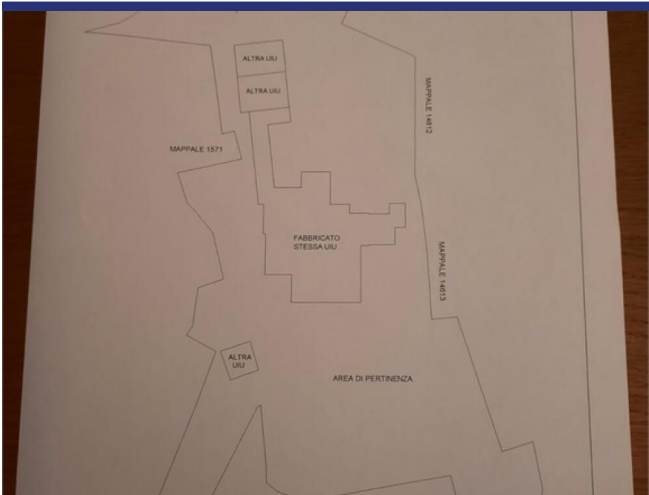 ALTRA UIU
ALTRA UIU
MAPPALE 14612
MAPPALE 1571
FABBRICATO
STESSA UIU
MAPPALE 14613
ALTRA
UIU
AREA DI PERTINENZA